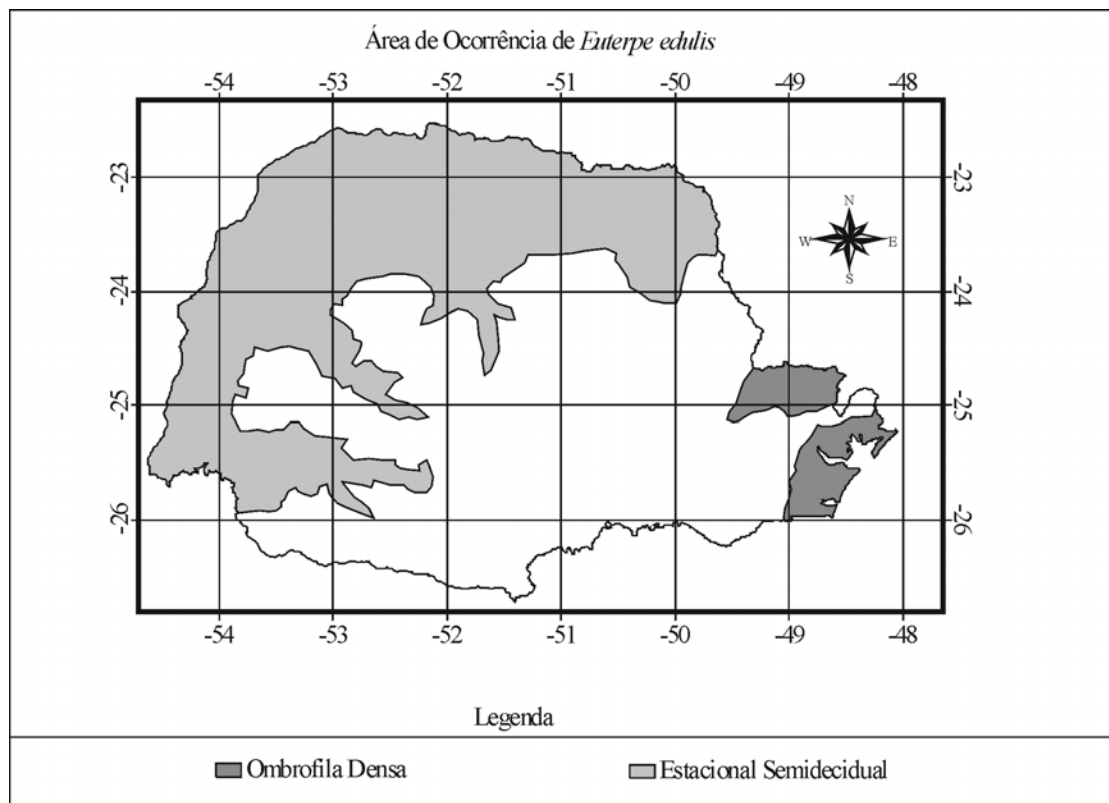 Área de Ocorrência de Euterpe edulis
-54 -53 -52 -51 -50 -49 -48
-23 -23
N
W E
S
-24 -24
-25 -25
-26 -26
-54 -53 -52 -51 -50 -49 -48
Legenda
Ombrofila Densa Estacional Semidecidual